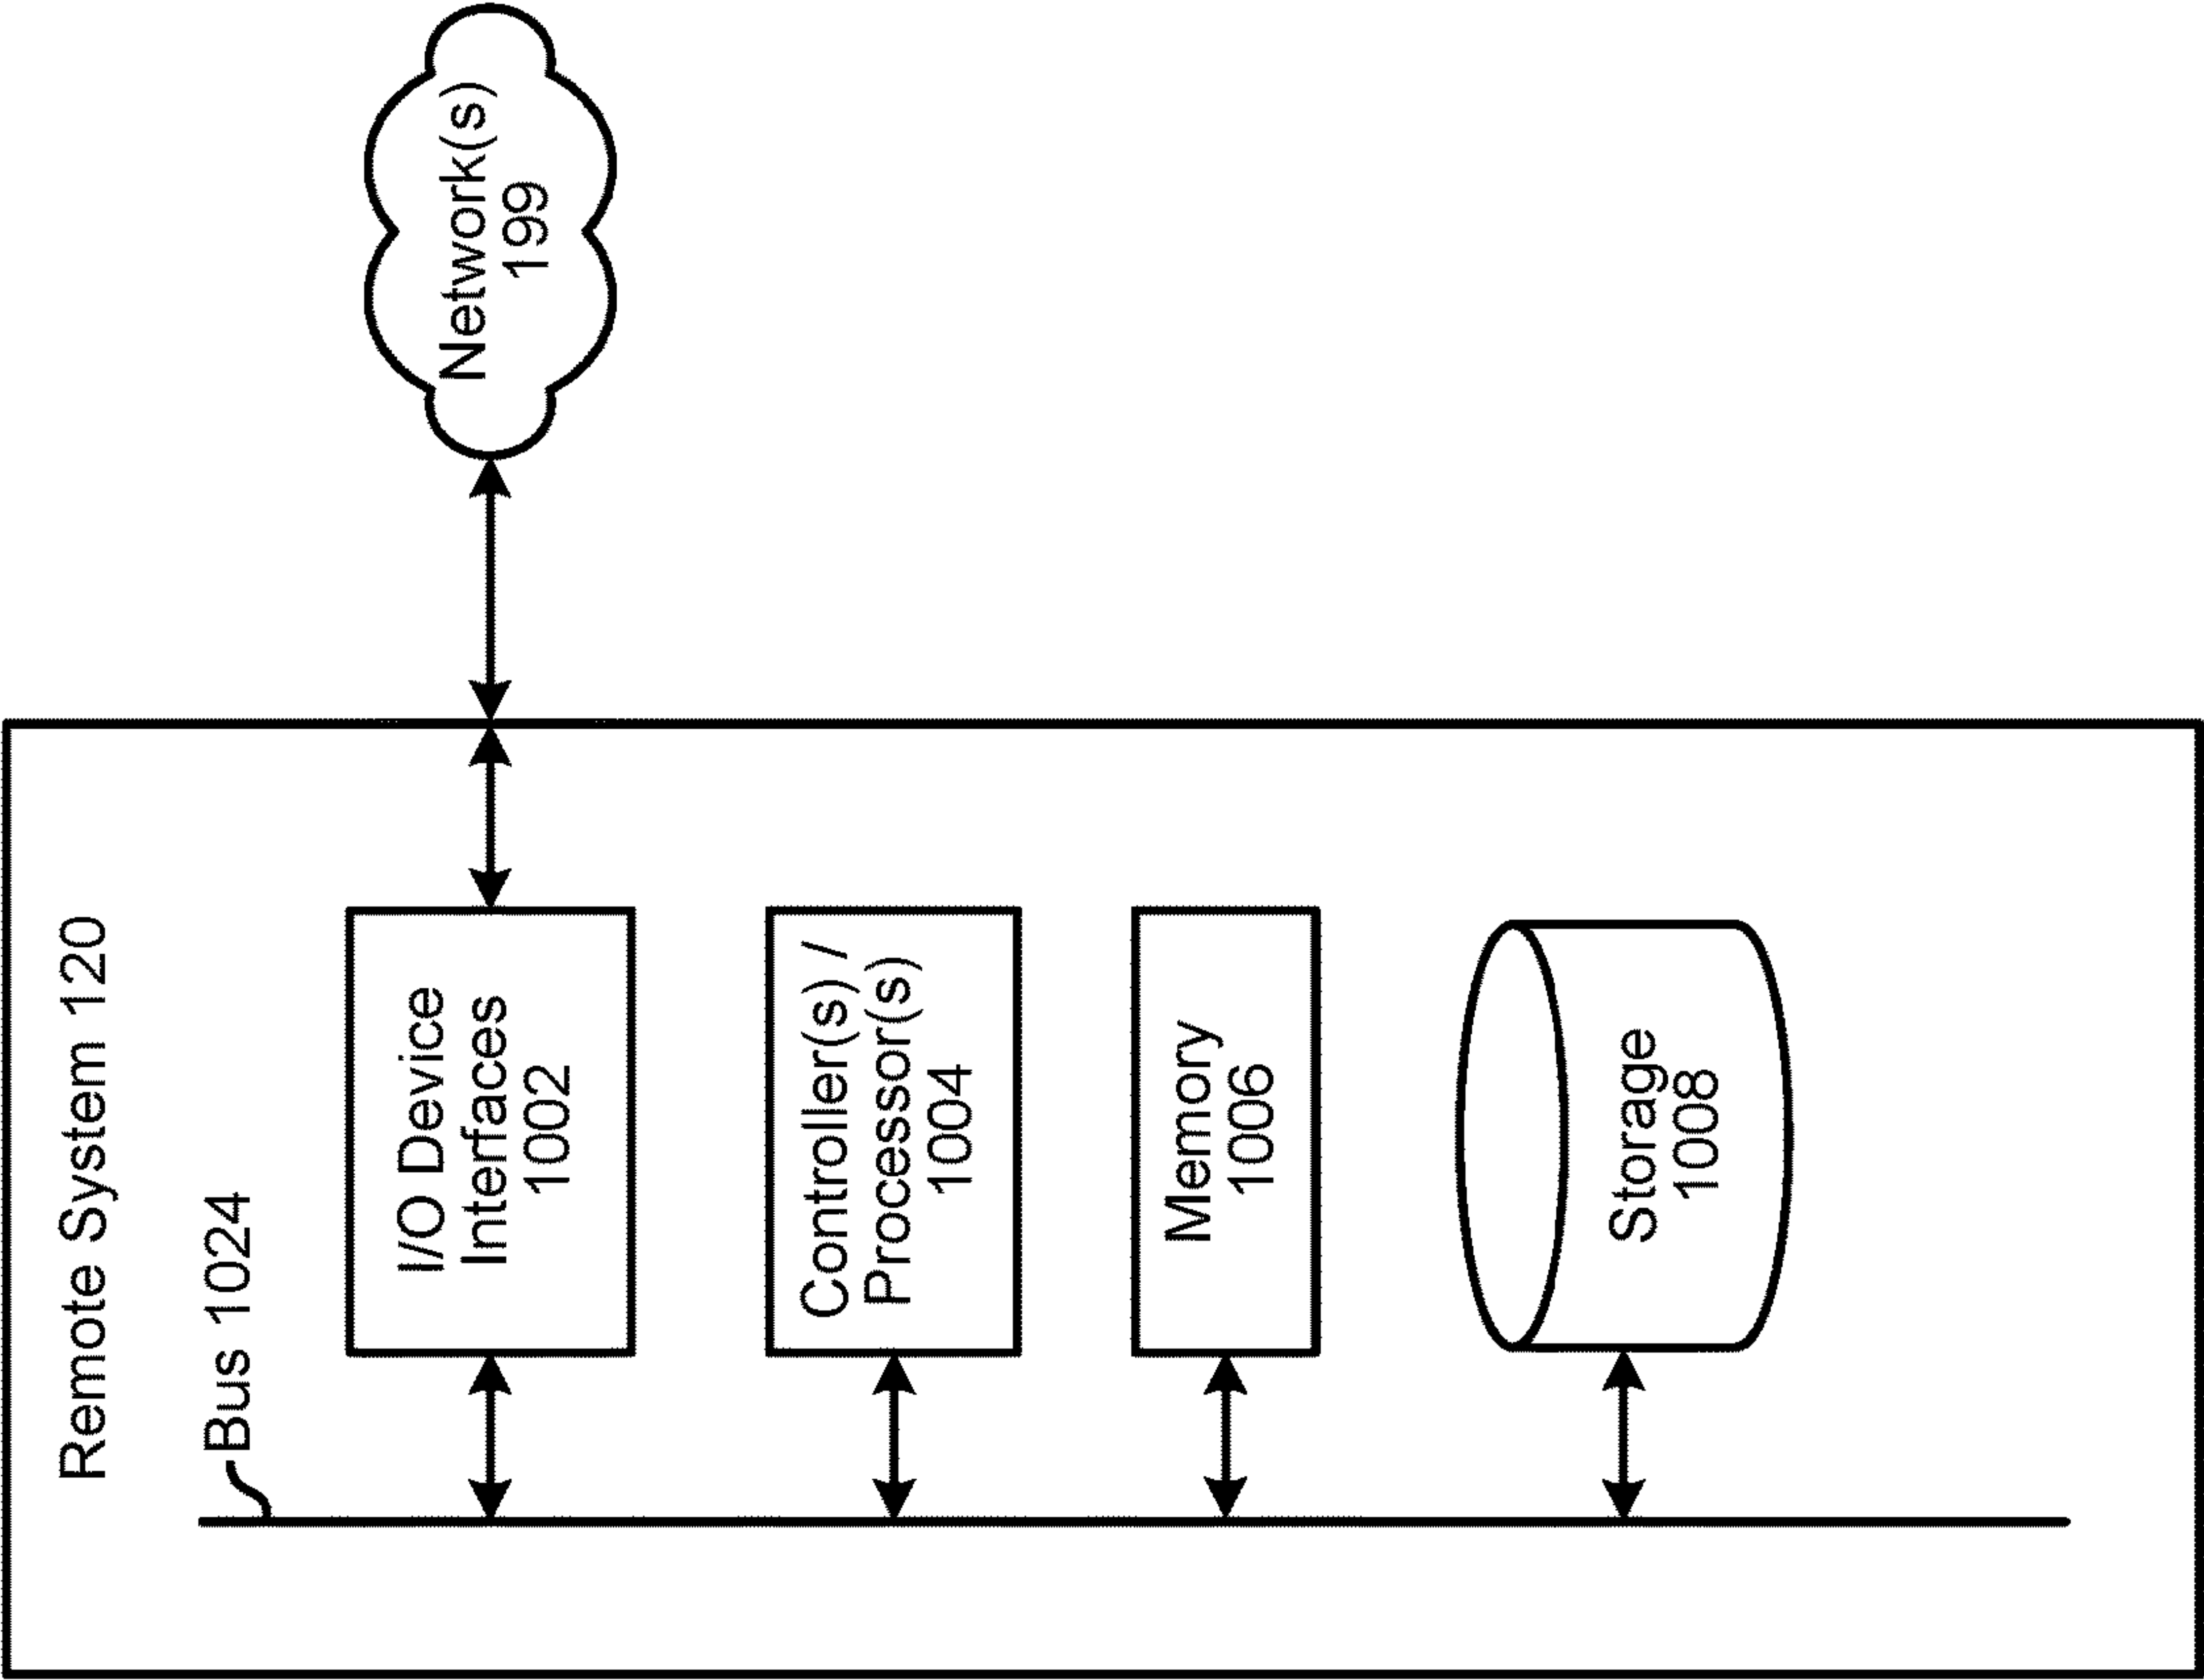 Remote System 120
Bus 1024
I/O Device
Interfaces
1002
Network(s)
199
Controller(s) /
Processor(s)
1004
Memory
1006
Storage
1008